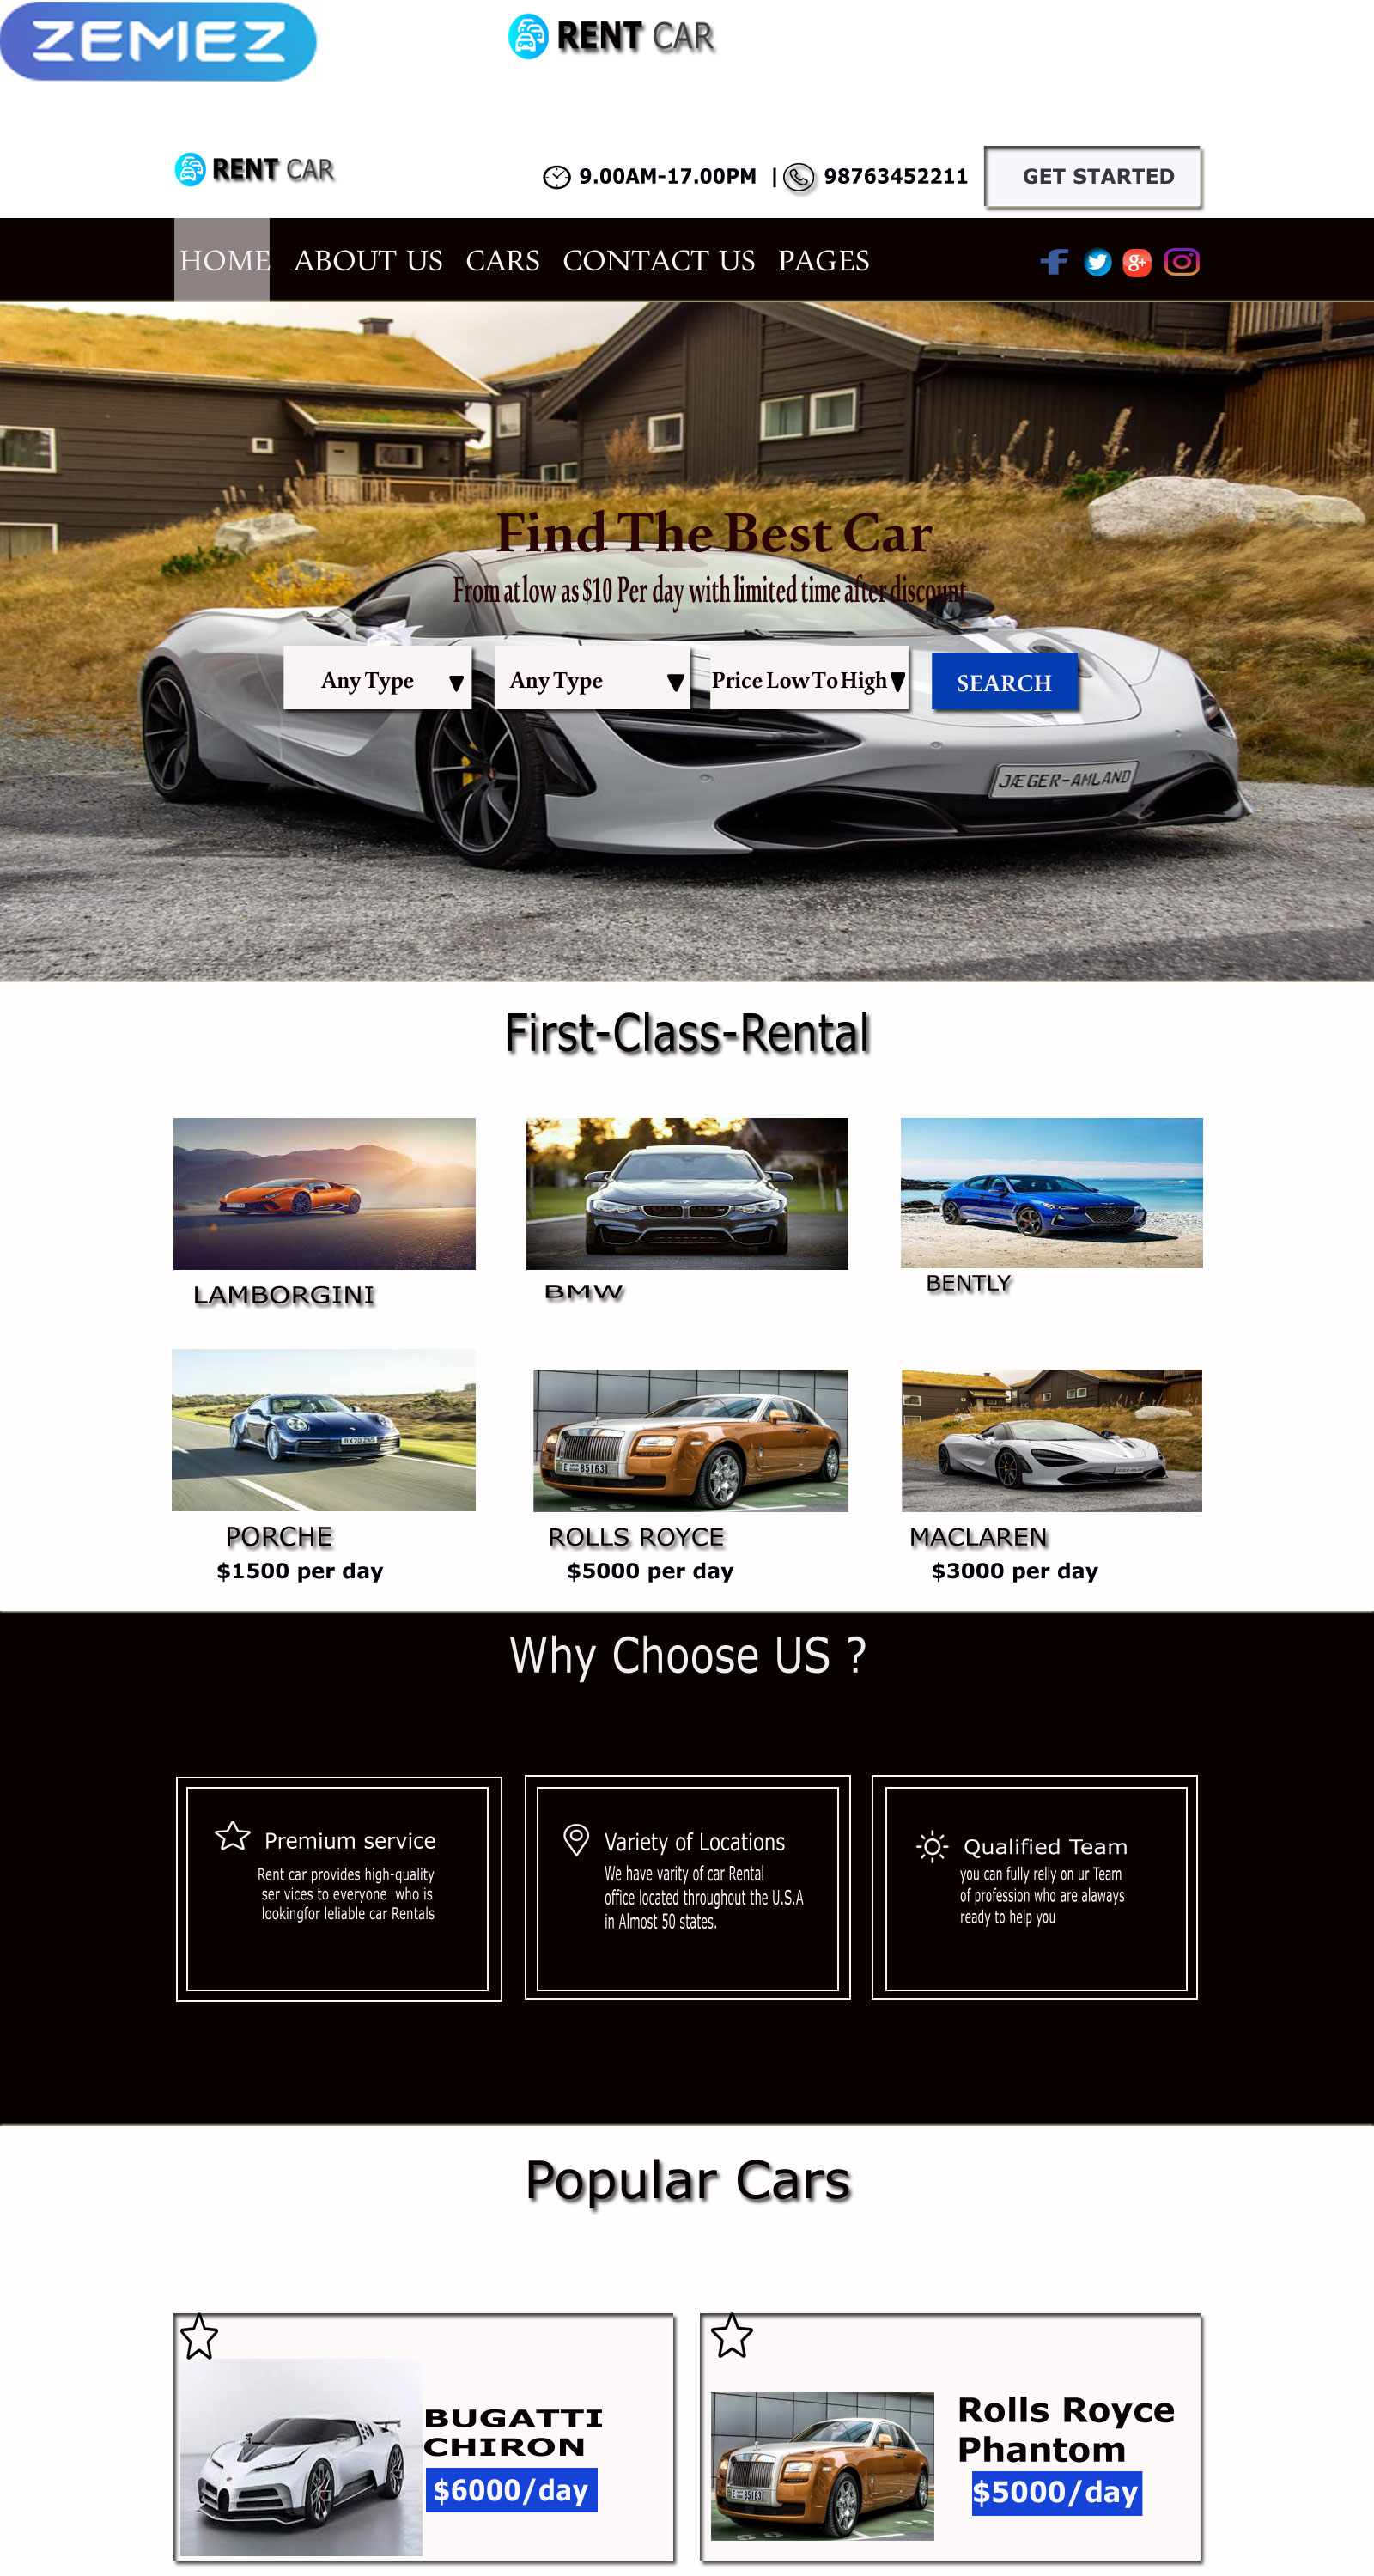 ZEMEZ
RENT CAR
RENT CAR
9.00AM-17.00PM | 98763452211
GET STARTED
HOME ABOUT US CARS CONTACT US PAGES
g+
Find The Best Car
From at low as $10 Per day with limited time after discount
Any Type
Any Type
Price Low To High
SEARCH
JÆGER-AMLAND
First-Class-Rental
LAMBORGINI
BMW
BENTLY
RX70 ZNS
E 85163
PORCHE
ROLLS ROYCE
MACLAREN
$1500 per day
$5000 per day
$3000 per day
Why Choose US ?
Premium service
Rent car provides high-quality
ser vices to everyone who is
lookingfor leliable car Rentals
Variety of Locations
We have varity of car Rental
office located throughout the U.S.A
in Almost 50 states.
Qualified Team
you can fully relly on ur Team
of profession who are alaways
ready to help you
Popular Cars
BUGATTI
CHIRON
$6000/day
Rolls Royce
Phantom
$5000/day
E 85163